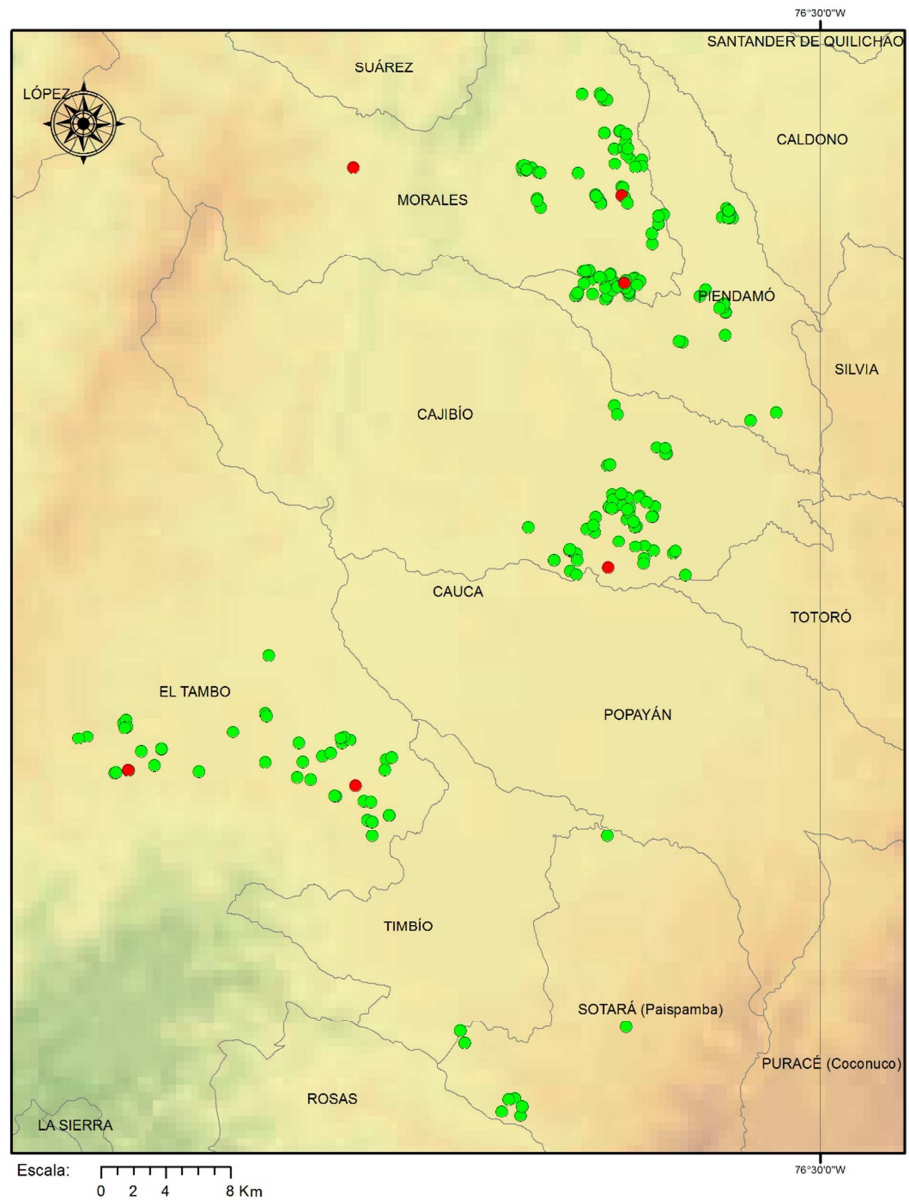 76°30'0"W
SANTANDER DE QUILICHAO
SUÁREZ
LÓPEZ
CALDONO
MORALES
PIENDAMÓ
SILVIA
CAJIBÍO
CAUCA
TOTORÓ
EL TAMBO
POPAYÁN
TIMBÍO
SOTARÁ (Paispamba)
PURACÉ (Coconuco)
ROSAS
LA SIERRA
Escala:
0 2 4 8 Km
76°30'0"W